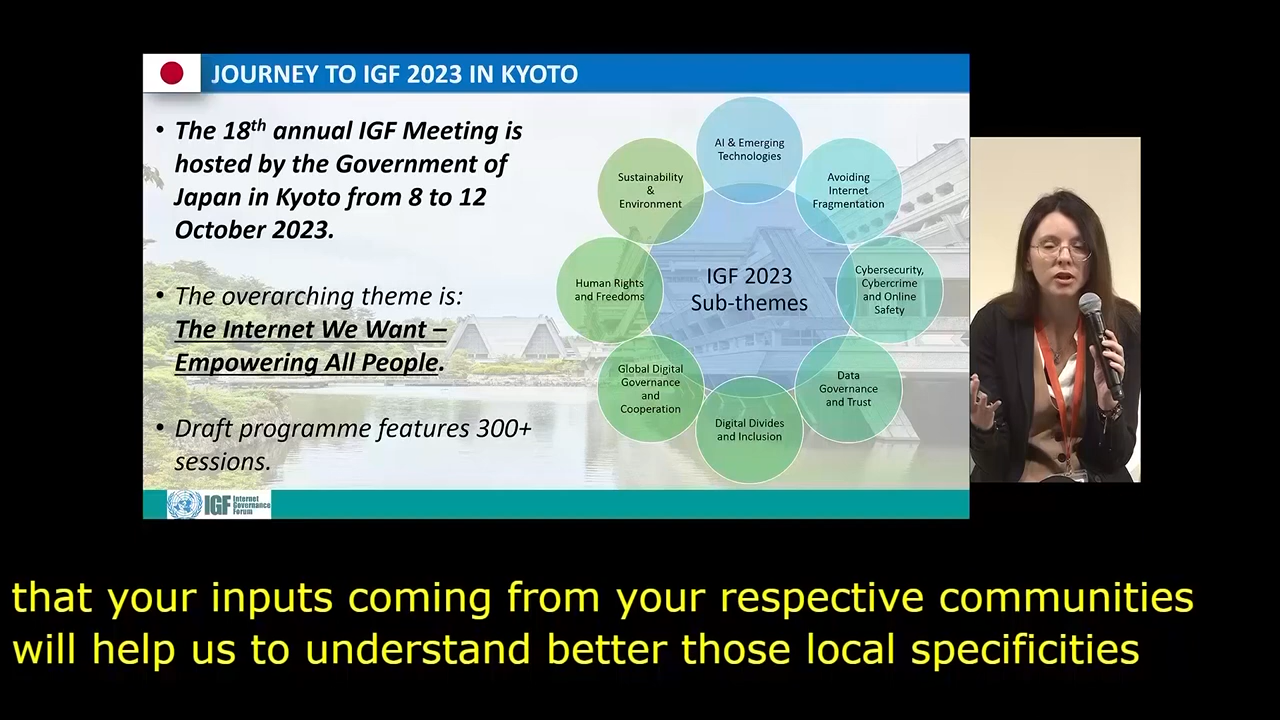 JOURNEY TO IGF 2023 IN KYOTO
• The 18th annual IGF Meeting is
hosted by the Government of
Japan in Kyoto from 8 to 12
October 2023.
• The overarching theme is:
The Internet We Want –
Empowering All People.
• Draft programme features 300+
sessions.
AI & Emerging
Technologies
Avoiding
Internet
Fragmentation
Cybersecurity,
Cybercrime
and Online
Safety
Data
Governance
and Trust
Digital Divides
and Inclusion
Global Digital
Governance
and
Cooperation
Human Rights
and Freedoms
Sustainability
&
Environment
IGF 2023
Sub-themes
IGF
Internet
Governance
Forum
that your inputs coming from your respective communities
will help us to understand better those local specificities